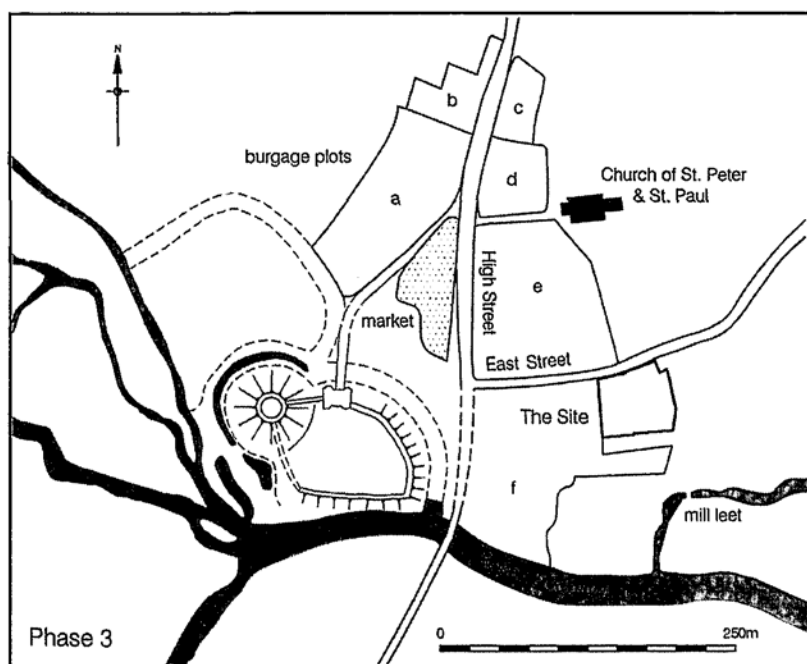 N
b
c
burgage plots
d
Church of St. Peter
& St. Paul
a
High Street
e
market
East Street
The Site
f
mill leet
Phase 3
0
250m